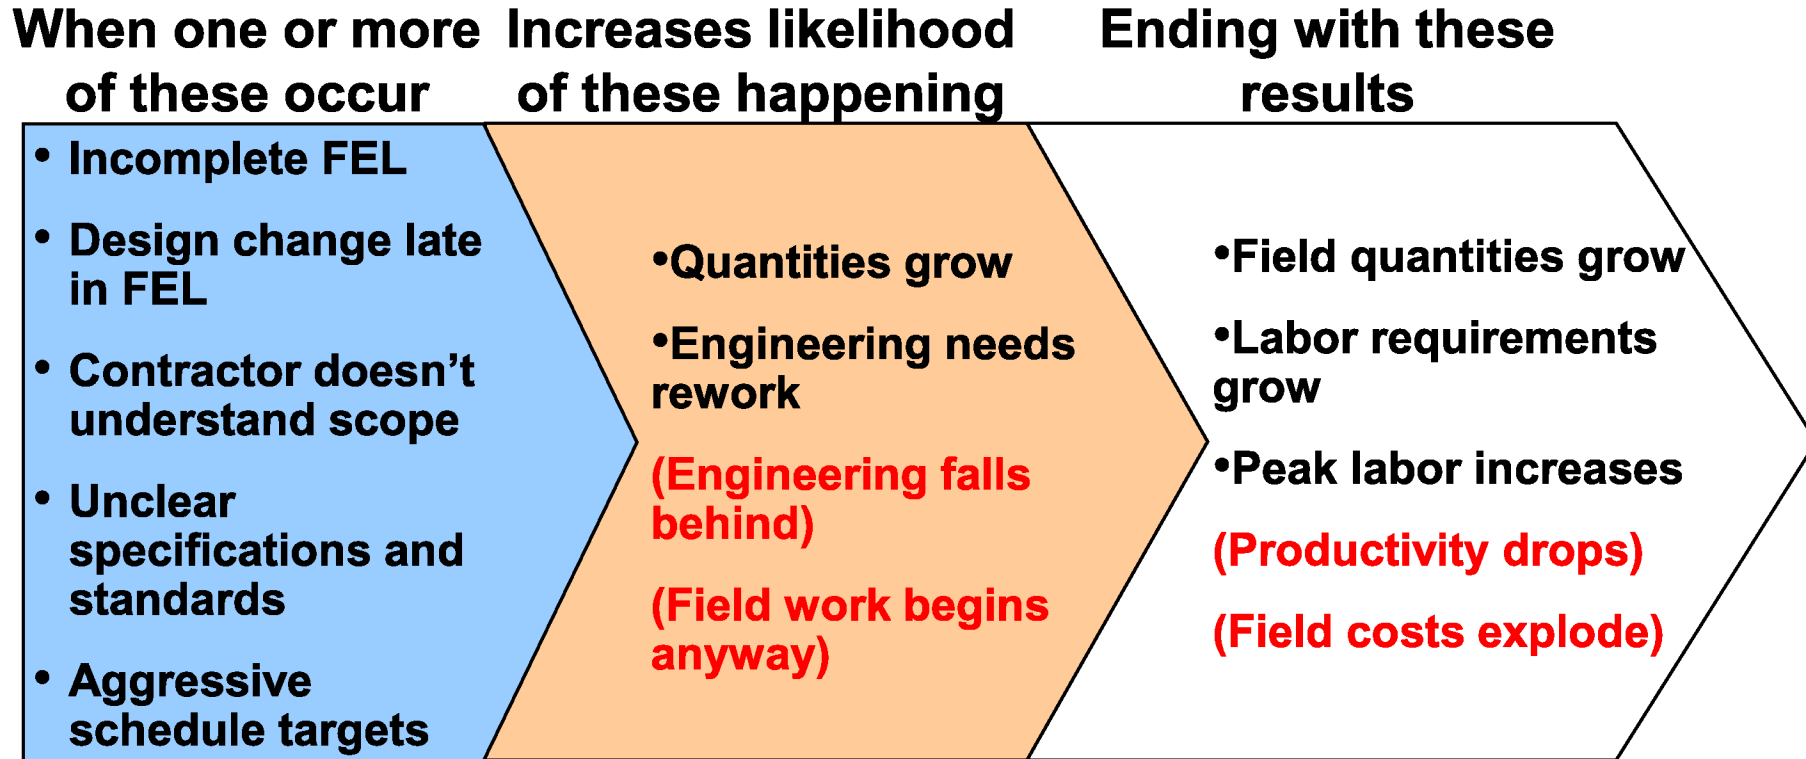 When one or more
of these occur
Increases likelihood
of these happening
Ending with these
results
• Incomplete FEL
• Design change late
in FEL
• Contractor doesn’t
understand scope
• Unclear
specifications and
standards
• Aggressive
schedule targets
•Quantities grow
•Engineering needs
rework
(Engineering falls
behind)
(Field work begins
anyway)
•Field quantities grow
•Labor requirements
grow
•Peak labor increases
(Productivity drops)
(Field costs explode)